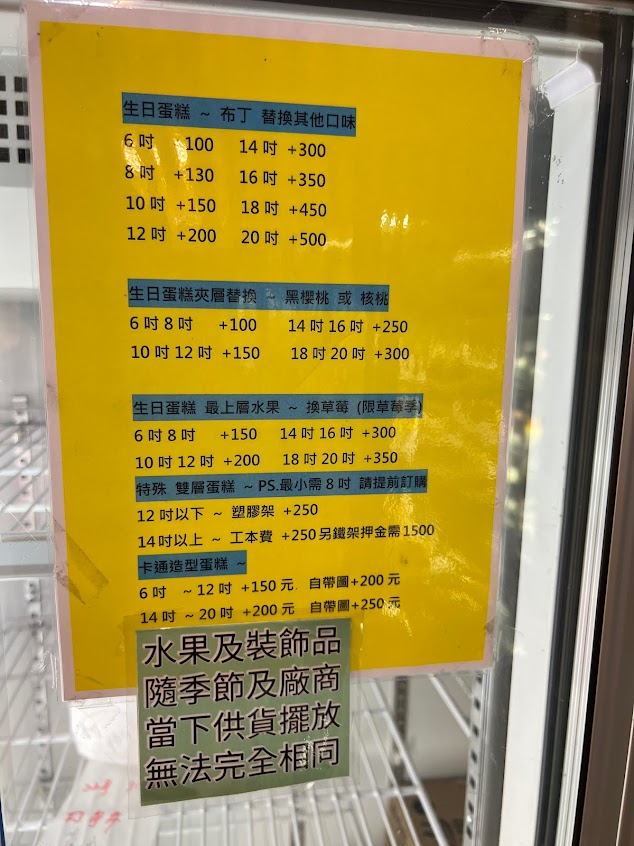 生日蛋糕 ~ 布丁 替換其他口味
6 吋 +100 14 吋 +300
8 吋 +130 16 吋 +350
10 吋 +150 18 吋 +450
12 吋 +200 20 吋 +500
生日蛋糕夾層替換 ~ 黑櫻桃 或 核桃
6 吋 8 吋 +100 14 吋 16 吋 +250
10 吋 12 吋 +150 18 吋 20 吋 +300
生日蛋糕 最上層水果 ~ 換草莓 (限草莓季)
6 吋 8 吋 +150 14 吋 16 吋 +300
10 吋 12 吋 +200 18 吋 20 吋 +350
特殊 雙層蛋糕 ~ PS.最小需 8 吋 請提前訂購
12 吋以下 ~ 塑膠架 +250
14 吋以上 ~ 工本費 +250 另鐵架押金需 1500
卡通造型蛋糕 ~
6 吋 ~ 12 吋 +150 元 自帶圖+200 元
14 吋 ~ 20 吋 +200 元 自帶圖+250 元
水果及裝飾品
隨季節及廠商
當下供貨擺放
無法完全相同